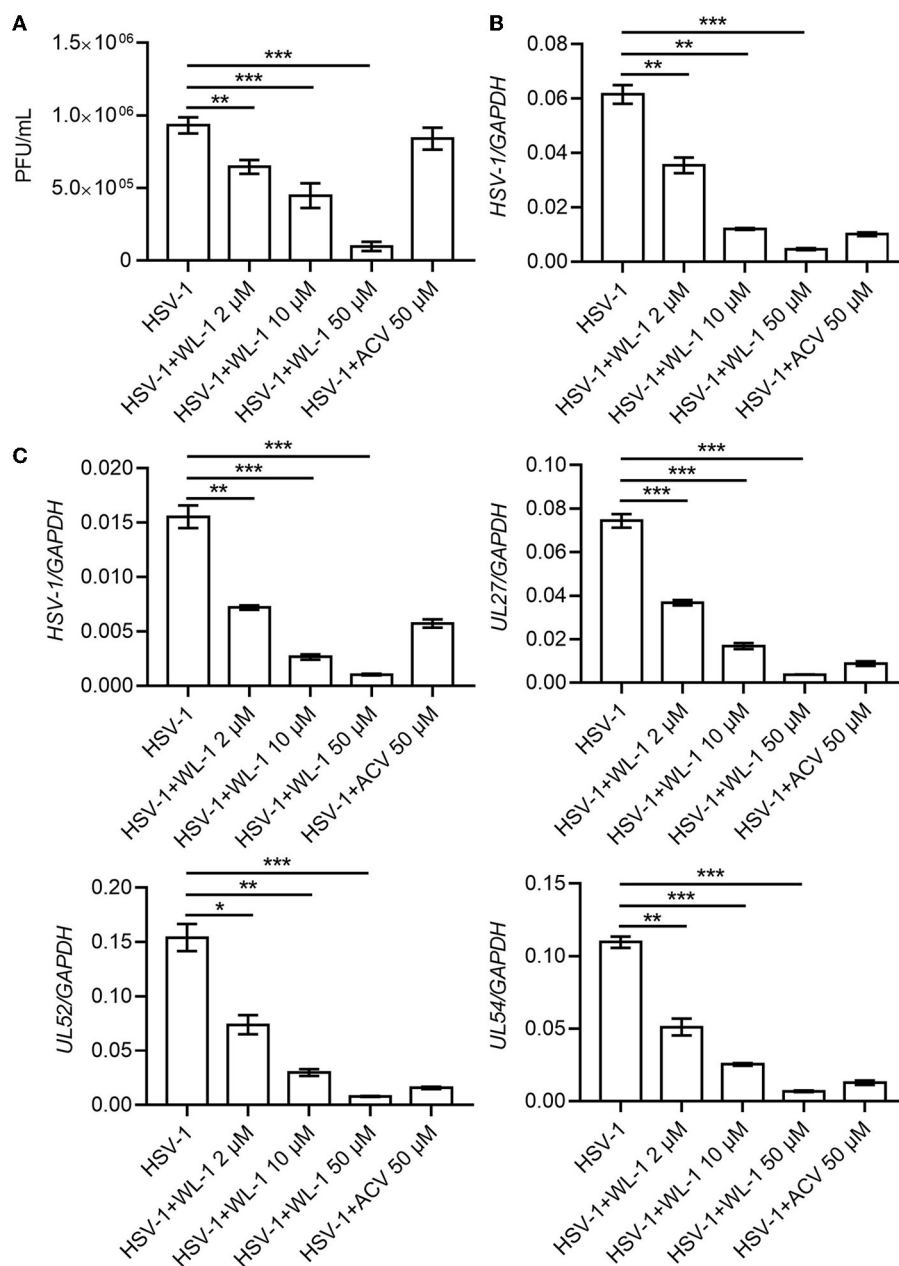 A
1.5×10⁰⁶
1.0×10⁰⁶
5.0×10⁰⁵
0
PFU/mL
***
***
**
HSV-1
HSV-1+WL-1 2 µM
HSV-1+WL-1 10 µM
HSV-1+WL-1 50 µM
HSV-1+ACV 50 µM
B
0.08
0.06
0.04
0.02
0.00
HSV-1/GAPDH
***
**
**
HSV-1
HSV-1+WL-1 2 µM
HSV-1+WL-1 10 µM
HSV-1+WL-1 50 µM
HSV-1+ACV 50 µM
C
0.020
0.015
0.010
0.005
0.000
HSV-1/GAPDH
***
***
**
HSV-1
HSV-1+WL-1 2 µM
HSV-1+WL-1 10 µM
HSV-1+WL-1 50 µM
HSV-1+ACV 50 µM
0.10
0.08
0.06
0.04
0.02
0.00
UL27/GAPDH
***
***
***
HSV-1
HSV-1+WL-1 2 µM
HSV-1+WL-1 10 µM
HSV-1+WL-1 50 µM
HSV-1+ACV 50 µM
0.20
0.15
0.10
0.05
0.00
UL52/GAPDH
***
**
*
HSV-1
HSV-1+WL-1 2 µM
HSV-1+WL-1 10 µM
HSV-1+WL-1 50 µM
HSV-1+ACV 50 µM
0.15
0.10
0.05
0.00
UL54/GAPDH
***
***
**
HSV-1
HSV-1+WL-1 2 µM
HSV-1+WL-1 10 µM
HSV-1+WL-1 50 µM
HSV-1+ACV 50 µM